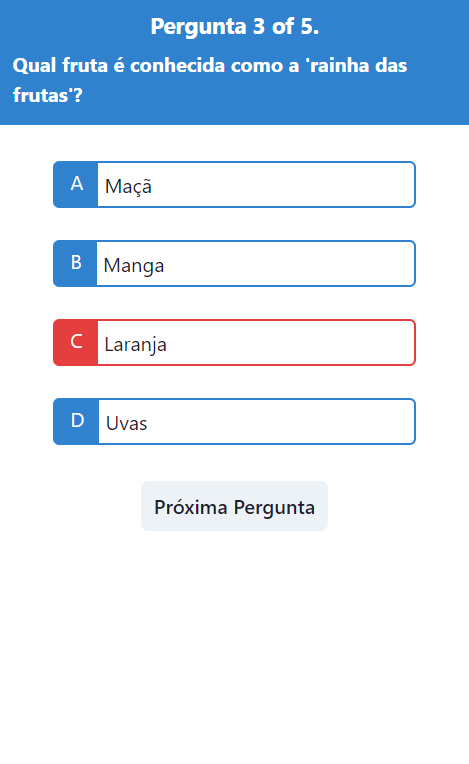 Pergunta 3 of 5.
Qual fruta é conhecida como a 'rainha das
frutas'?
A Maçã
B Manga
C Laranja
D Uvas
Próxima Pergunta